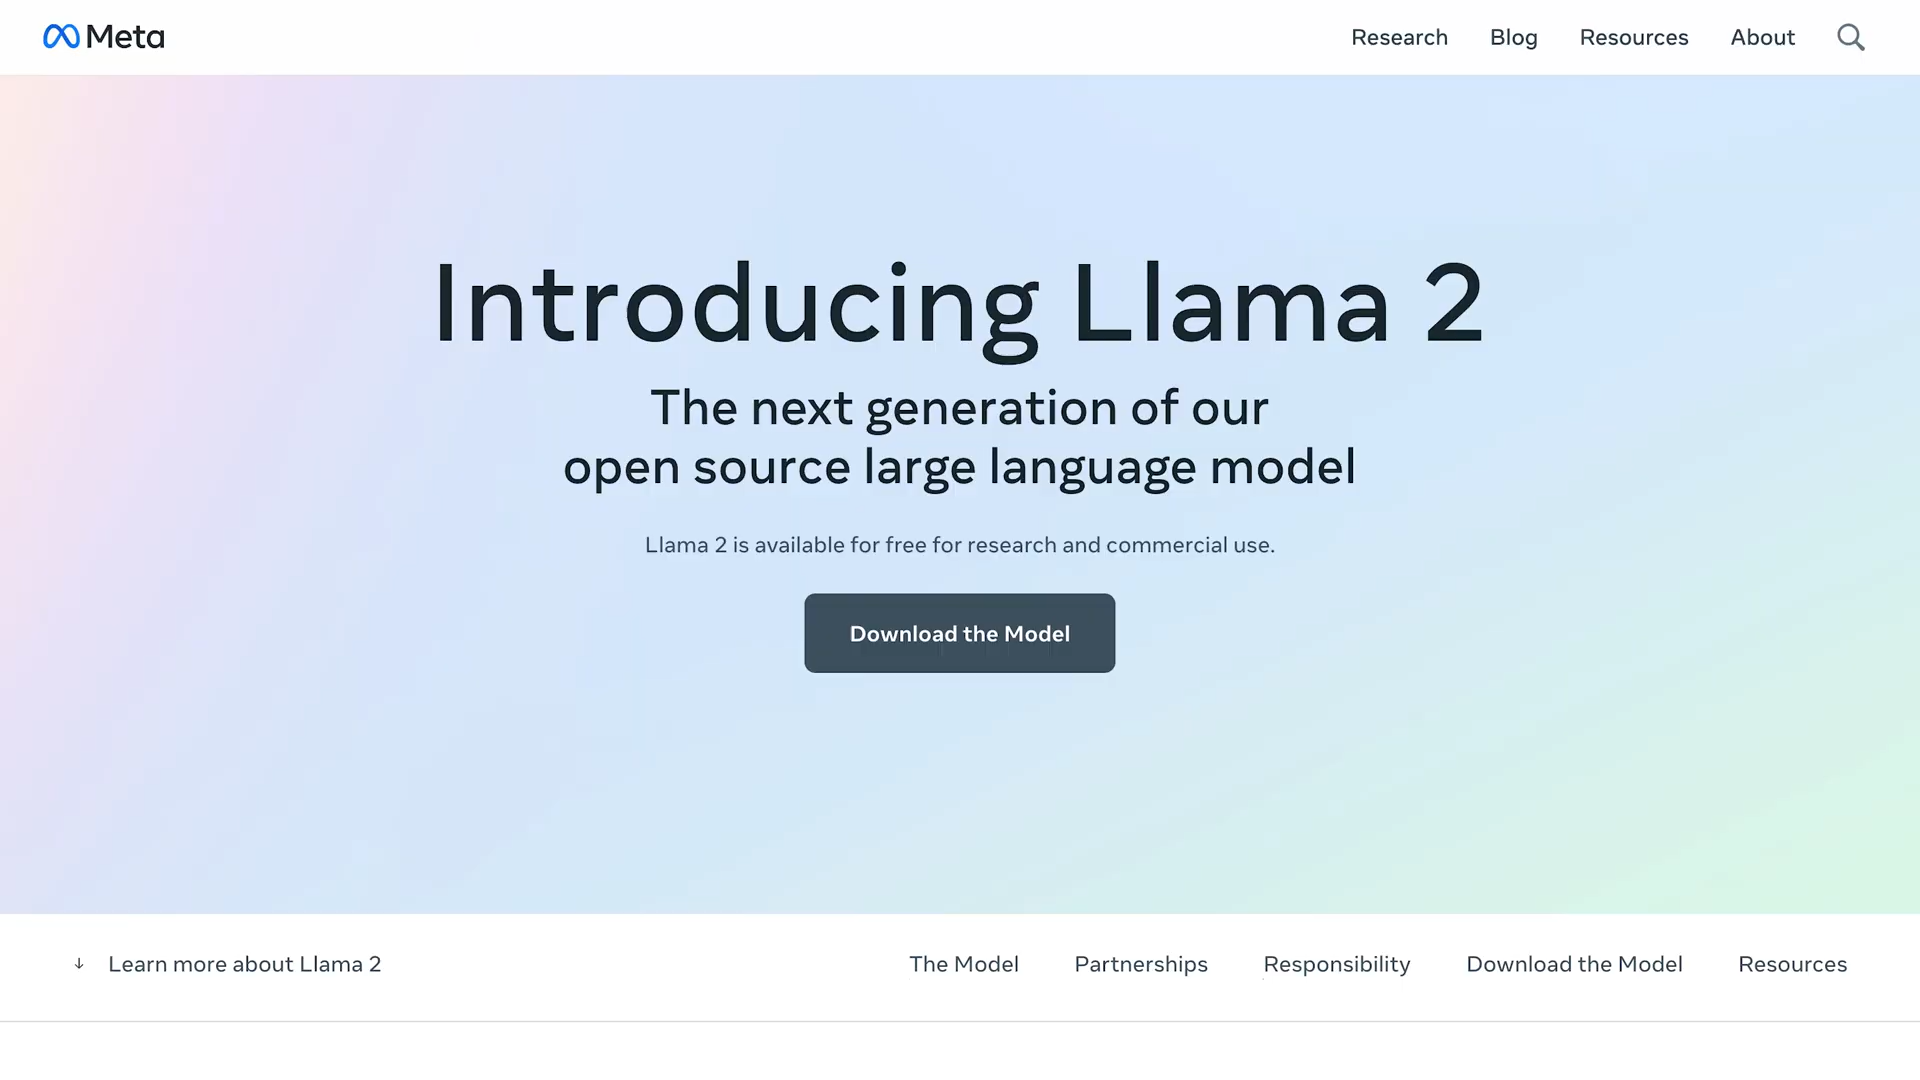 Meta
Research Blog Resources About
Introducing Llama 2
The next generation of our
open source large language model
Llama 2 is available for free for research and commercial use.
Download the Model
↓ Learn more about Llama 2 The Model Partnerships Responsibility Download the Model Resources